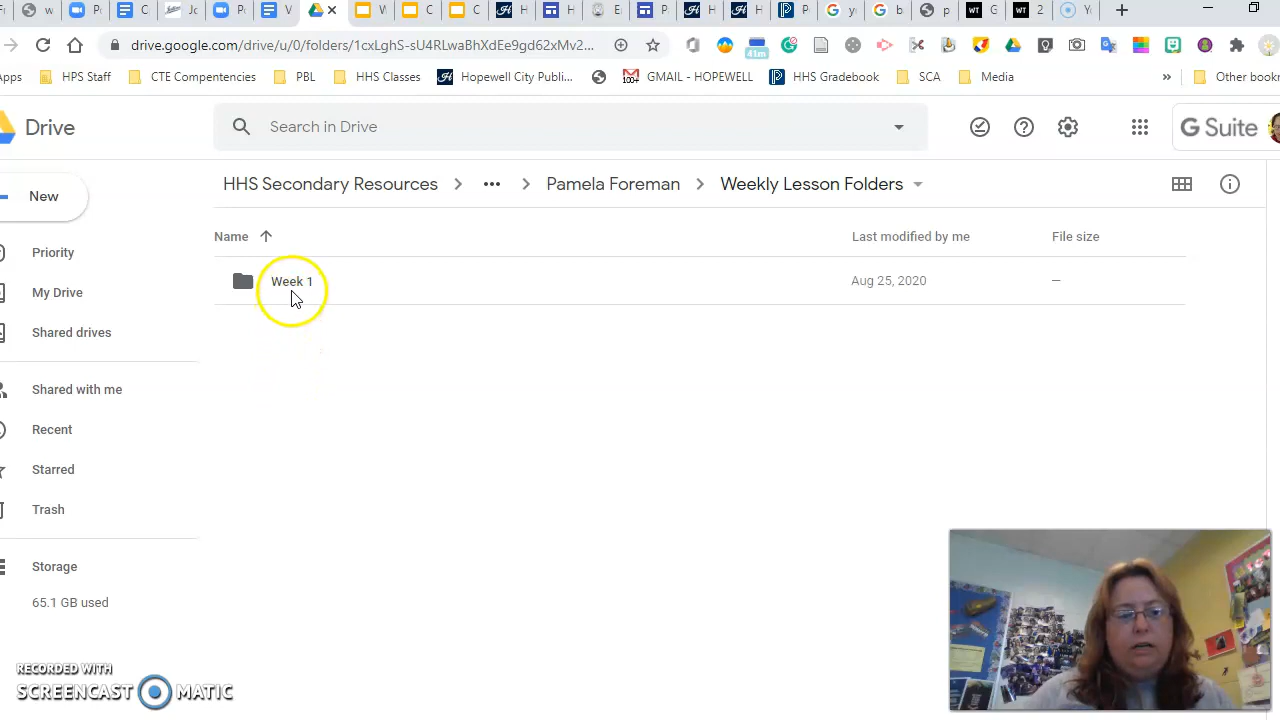 drive.google.com/drive/u/0/folders/1cxLghS-sU4RLwaBhXdEe9gd62xMv2...
41m
Apps HPS Staff CTE Compentencies PBL HHS Classes Hopewell City Publi... 100+ GMAIL - HOPEWELL HHS Gradebook SCA Media » Other bookm
Drive
Search in Drive
G Suite
New
HHS Secondary Resources > ... > Pamela Foreman > Weekly Lesson Folders
Name
Last modified by me
File size
Week 1
Aug 25, 2020
—
Priority
My Drive
Shared drives
Shared with me
Recent
Starred
Trash
Storage
65.1 GB used
RECORDED WITH
SCREENCAST MATIC